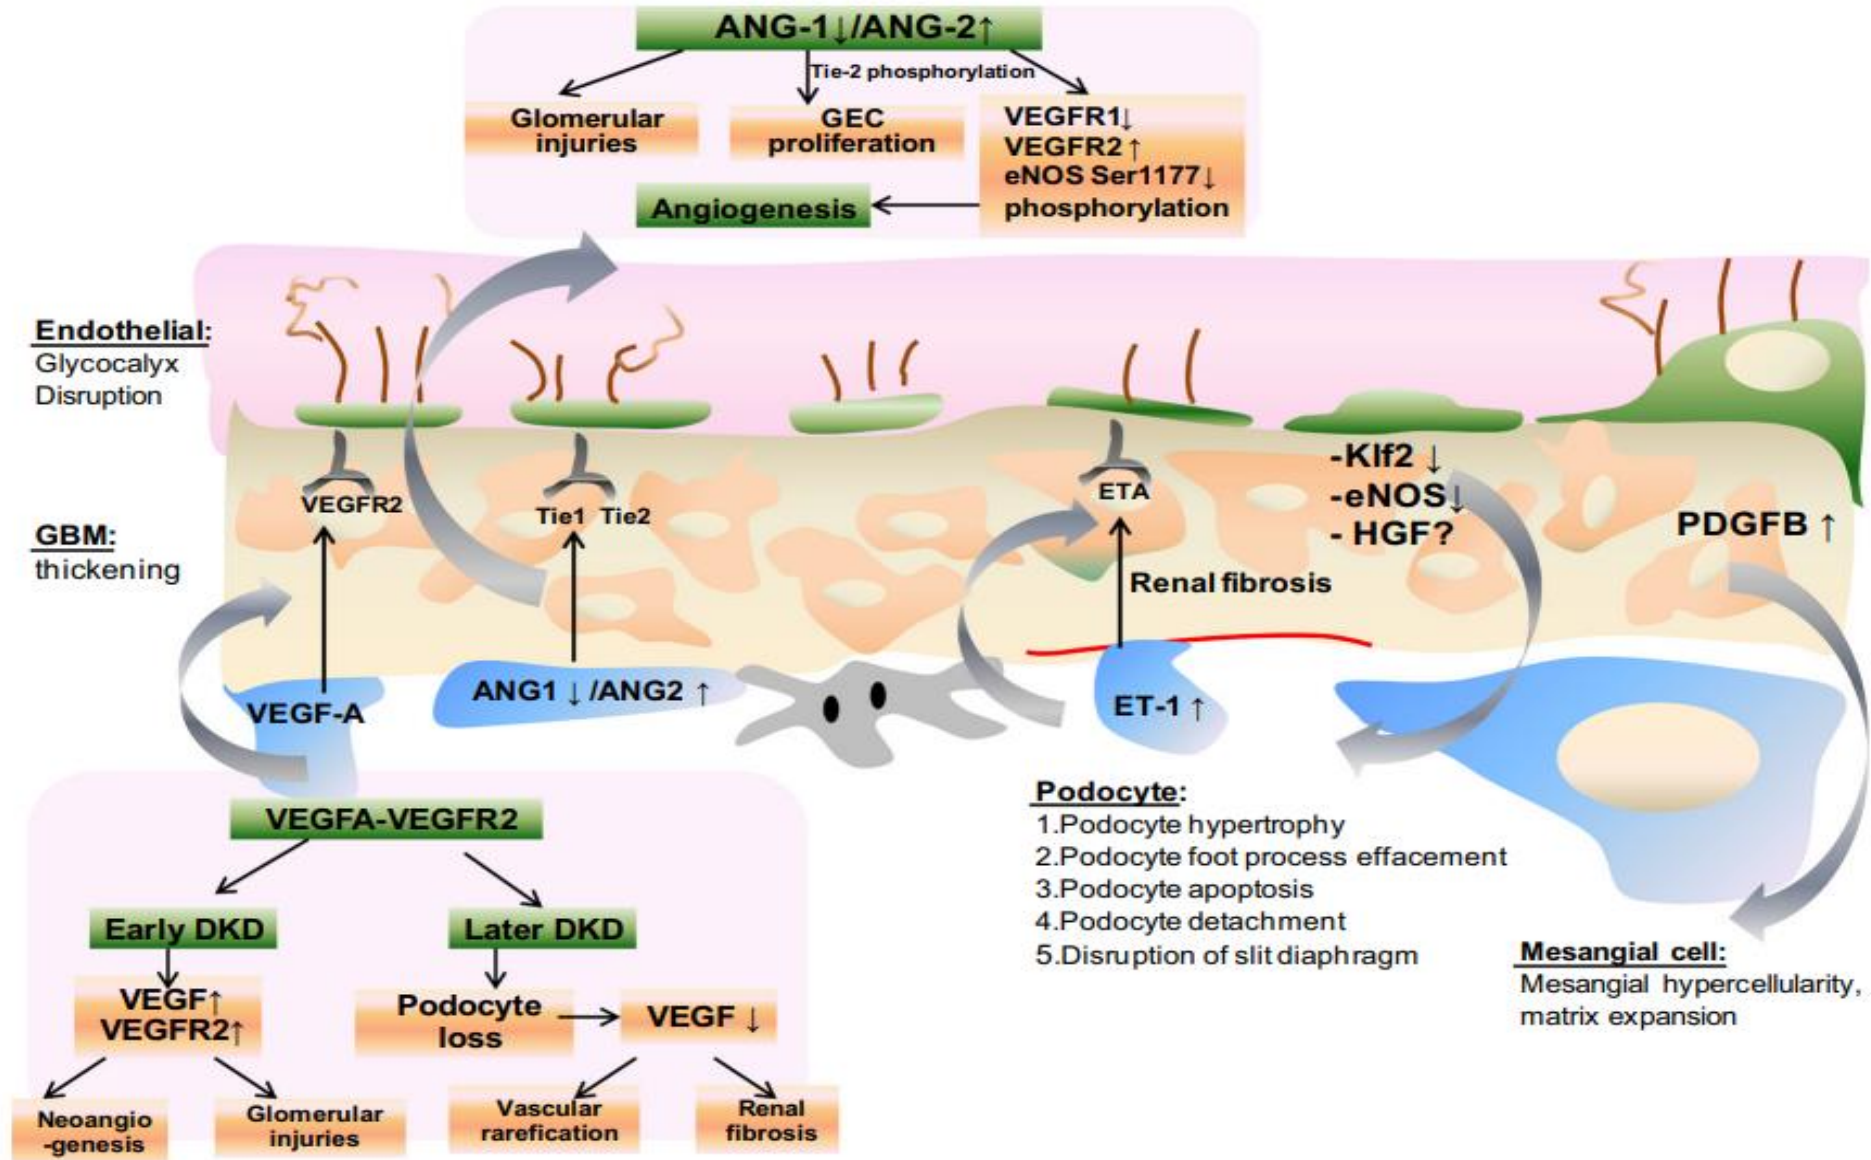 ANG-1↓/ANG-2↑
Tie-2 phosphorylation
Glomerular
injuries
GEC
proliferation
VEGFR1↓
VEGFR2↑
eNOS Ser1177↓
phosphorylation
Angiogenesis
Endothelial:
Glycocalyx
Disruption
VEGFR2
Tie1 Tie2
ETA
-Klf2 ↓
-eNOS↓
- HGF?
PDGFB ↑
GBM:
thickening
Renal fibrosis
VEGF-A
ANG1 ↓ /ANG2 ↑
ET-1 ↑
VEGFA-VEGFR2
Early DKD
Later DKD
VEGF↑
VEGFR2↑
Podocyte
loss
VEGF ↓
Neoangio
-genesis
Glomerular
injuries
Vascular
rarefication
Renal
fibrosis
Podocyte:
1.Podocyte hypertrophy
2.Podocyte foot process effacement
3.Podocyte apoptosis
4.Podocyte detachment
5.Disruption of slit diaphragm
Mesangial cell:
Mesangial hypercellularity,
matrix expansion